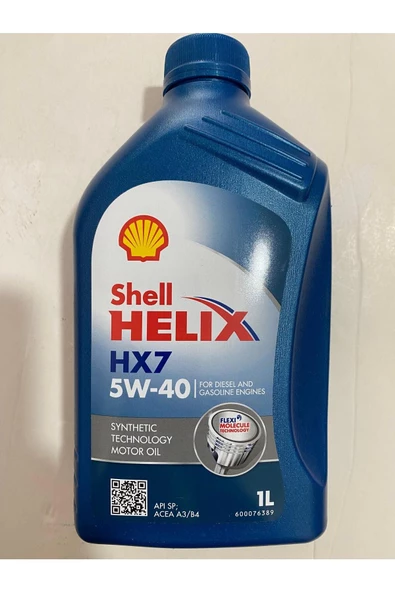 Shell
HELIX
HX7
5W-40
FOR DIESEL AND
GASOLINE ENGINES
SYNTHETIC
TECHNOLOGY
MOTOR OIL
FLEXI
MOLECULE
TECHNOLOGY
API SP;
ACEA A3/B4
1L
600076389